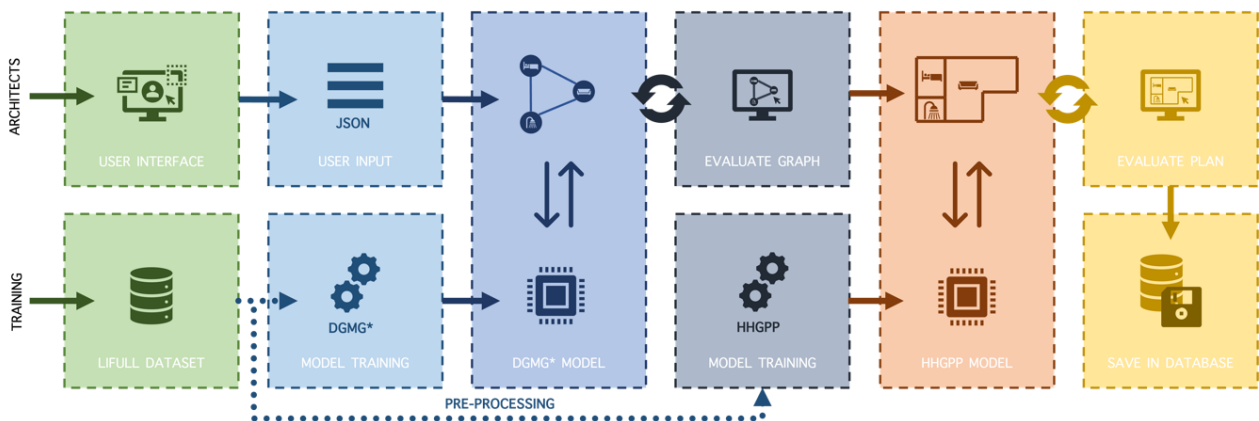 ARCHITECTS
USER INTERFACE
JSON
USER INPUT
EVALUATE GRAPH
EVALUATE PLAN
TRAINING
LIFULL DATASET
DGMG*
MODEL TRAINING
DGMG* MODEL
HHGPP
MODEL TRAINING
HHGPP MODEL
SAVE IN DATABASE
PRE-PROCESSING